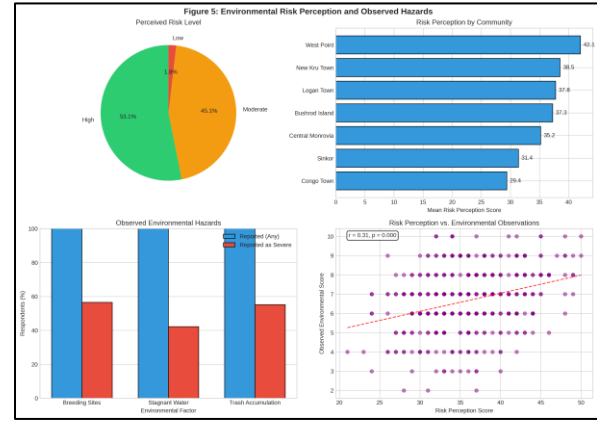 Figure 5: Environmental Risk Perception and Observed Hazards
Perceived Risk Level
Low
1.8%
High
53.1%
45.1%
Moderate
Risk Perception by Community
West Point
42.1
New Kru Town
38.5
Logan Town
37.8
Bushrod Island
37.3
Central Monrovia
35.2
Sinkor
31.4
Congo Town
29.4
0 5 10 15 20 25 30 35 40
Mean Risk Perception Score
Observed Environmental Hazards
Reported (Any)
Reported as Severe
Respondents (%)
100
80
60
40
20
0
Breeding Sites Stagnant Water Trash Accumulation
Environmental Factor
Risk Perception vs. Environmental Observations
r = 0.31, p = 0.000
Observed Environmental Score
10
9
8
7
6
5
4
3
2
20 25 30 35 40 45 50
Risk Perception Score